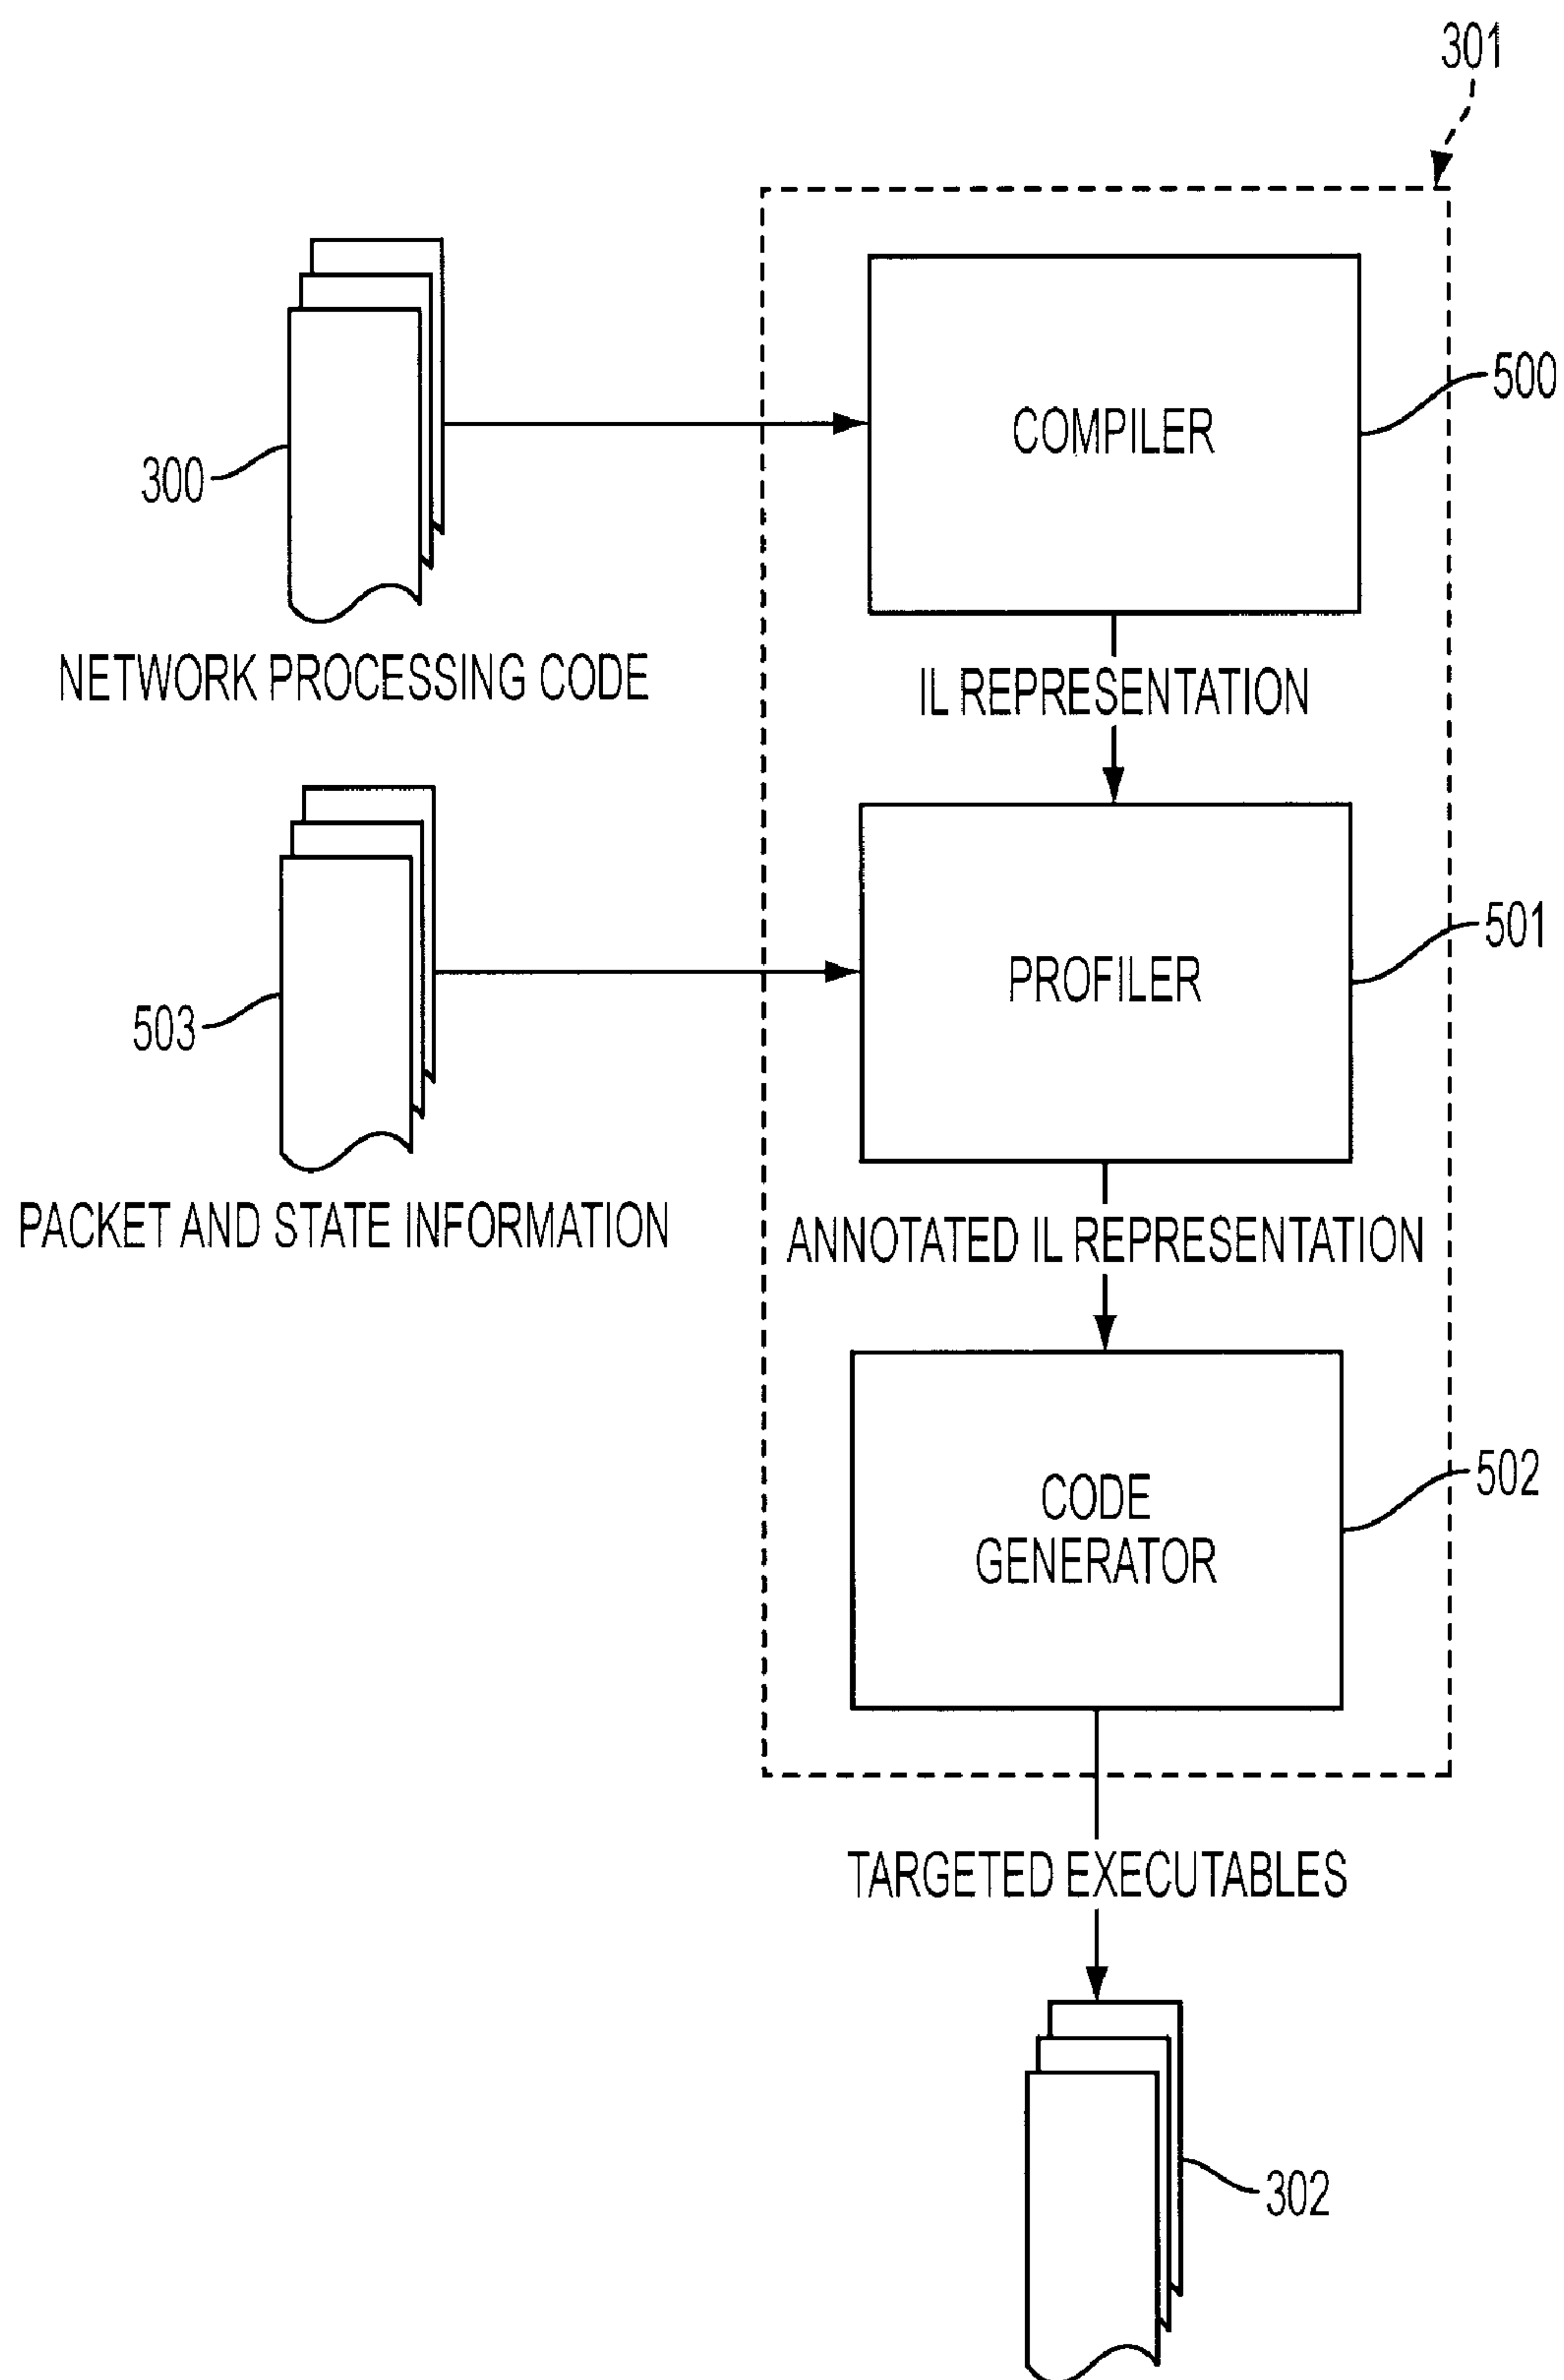 301
COMPILER
500
300
NETWORK PROCESSING CODE
IL REPRESENTATION
PROFILER
501
503
PACKET AND STATE INFORMATION
ANNOTATED IL REPRESENTATION
CODE
GENERATOR
502
TARGETED EXECUTABLES
302